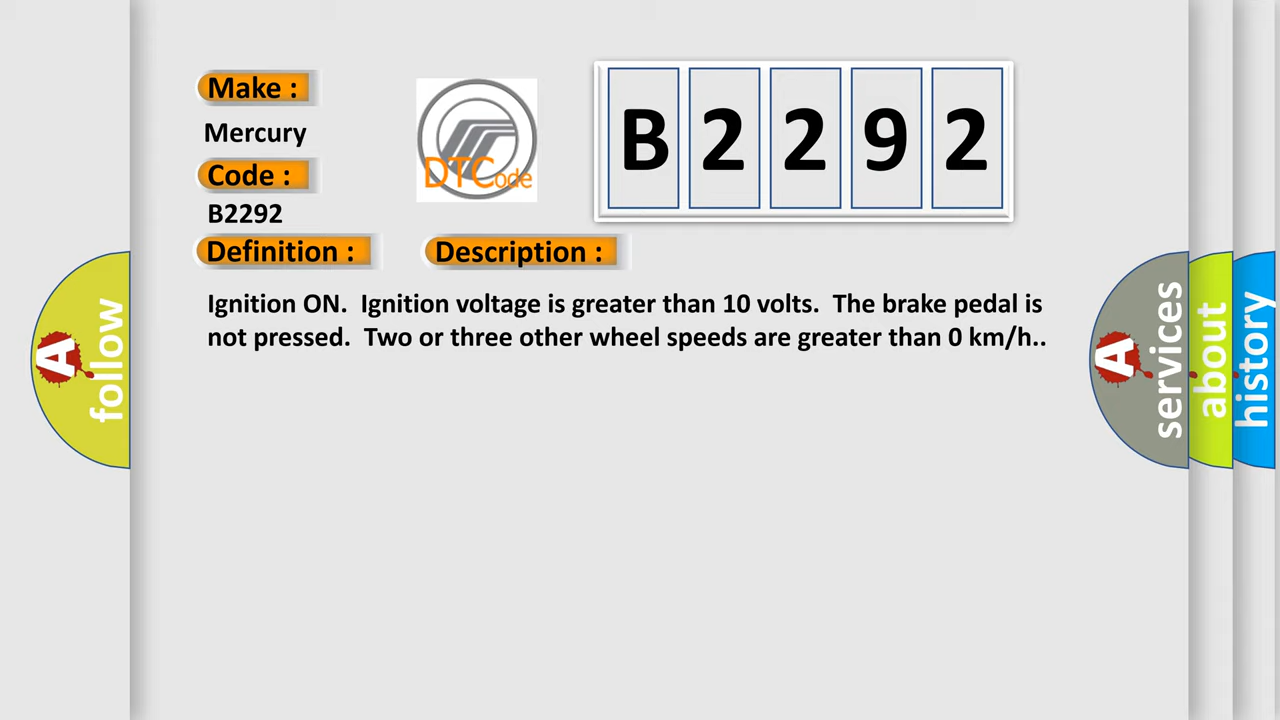 Make :
Mercury
Code :
B2292
Definition :
Description :
DTCode
B 2 2 9 2
Ignition ON. Ignition voltage is greater than 10 volts. The brake pedal is
not pressed. Two or three other wheel speeds are greater than 0 km/h..
A follow
A services
about
history